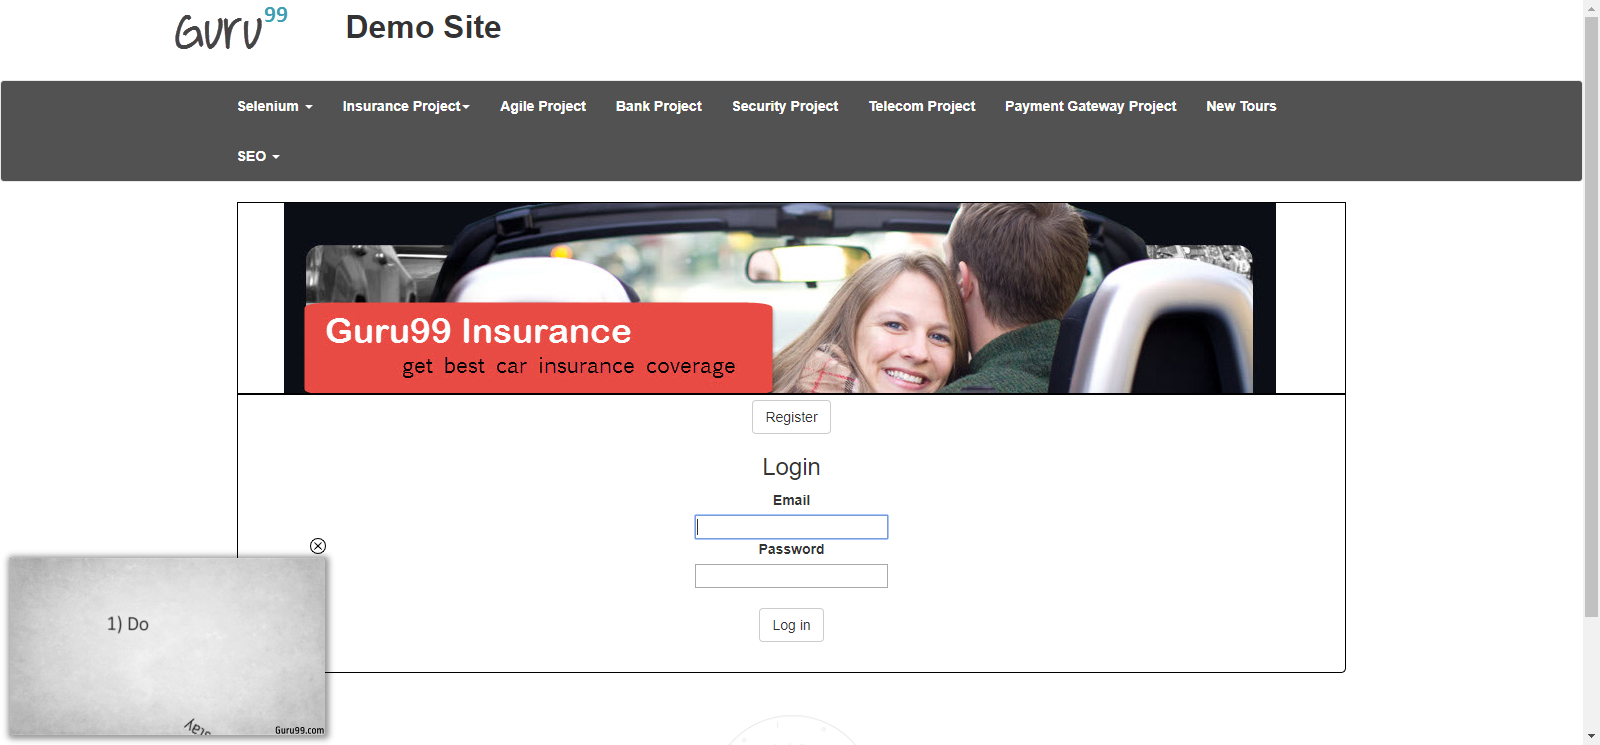 Guru99
Demo Site
Selenium Insurance Project Agile Project Bank Project Security Project Telecom Project Payment Gateway Project New Tours
SEO
Guru99 Insurance
get best car insurance coverage
Register
Login
Email
Password
Log in
1) Do
Guru99.com